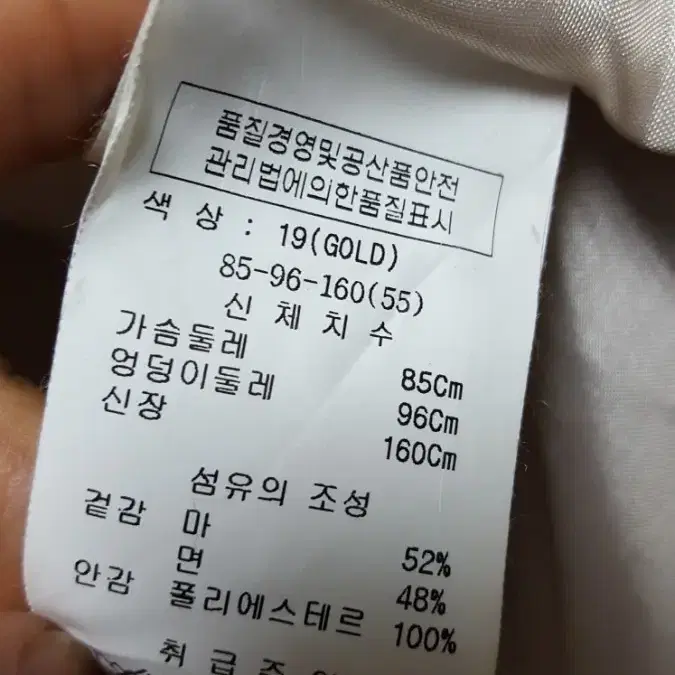 품질경영및공산품안전
관리법에의한품질표시
색 상 : 19(GOLD)
85-96-160(55)
신 체 치 수
가슴둘레 85Cm
엉덩이둘레 96Cm
신장 160Cm
섬유의 조성
겉감 마 52%
면 48%
안감 폴리에스테르 100%
취 급